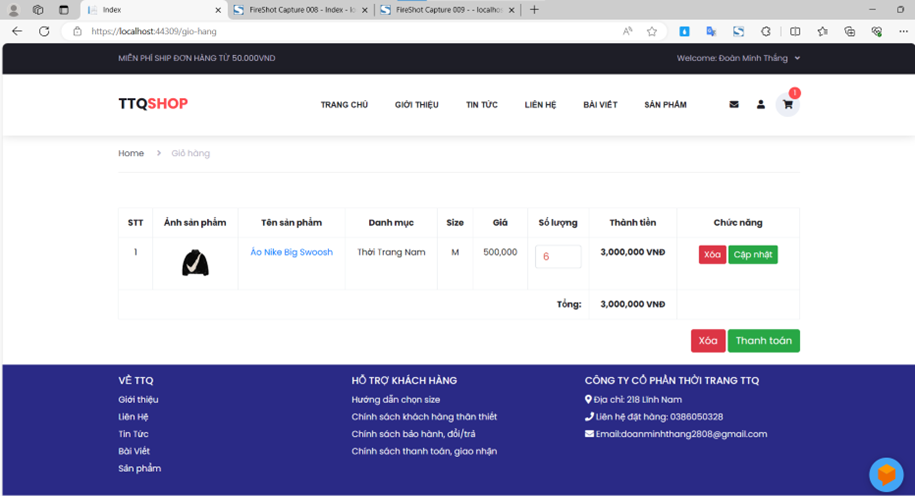 Index
FireShot Capture 008 - Index - lo
FireShot Capture 009 - - localhos
https://localhost:44309/gio-hang
MIỄN PHÍ SHIP ĐƠN HÀNG TỪ 50.000VND
Welcome: Đoàn Minh Thắng
TTQSHOP
TRANG CHỦ GIỚI THIỆU TIN TỨC LIÊN HỆ BÀI VIẾT SẢN PHẨM
1
Home > Giỏ hàng
STT Ảnh sản phẩm Tên sản phẩm Danh mục Size Giá Số lượng Thành tiền Chức năng
1 Áo Nike Big Swoosh Thời Trang Nam M 500,000 6 3,000,000 VNĐ Xóa Cập nhật
Tổng: 3,000,000 VNĐ
Xóa Thanh toán
VỀ TTQ
Giới thiệu
Liên Hệ
Tin Tức
Bài Viết
Sản phẩm
HỖ TRỢ KHÁCH HÀNG
Hướng dẫn chọn size
Chính sách khách hàng thân thiết
Chính sách bảo hành, đổi/trả
Chính sách thanh toán, giao nhận
CÔNG TY CỔ PHẦN THỜI TRANG TTQ
Địa chỉ: 218 Lĩnh Nam
Liên hệ đặt hàng: 0386050328
Email:doanminhthang2808@gmail.com